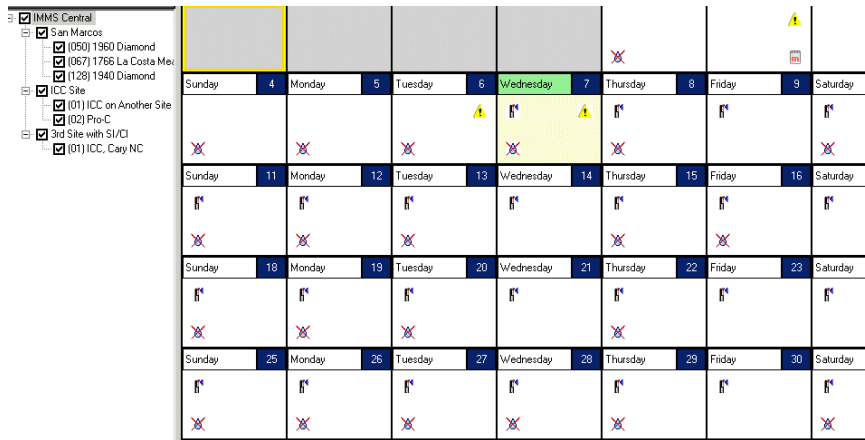 IMMS Central
San Marcos
(050) 1960 Diamond
(067) 1766 La Costa Mea
(128) 1940 Diamond
ICC Site
(01) ICC on Another Site
(02) Pro-C
3rd Site with SI/CI
(01) ICC, Cary NC
m
Sunday 4 Monday 5 Tuesday 6 Wednesday 7 Thursday 8 Friday 9 Saturday
Sunday 11 Monday 12 Tuesday 13 Wednesday 14 Thursday 15 Friday 16 Saturday
Sunday 18 Monday 19 Tuesday 20 Wednesday 21 Thursday 22 Friday 23 Saturday
Sunday 25 Monday 26 Tuesday 27 Wednesday 28 Thursday 29 Friday 30 Saturday